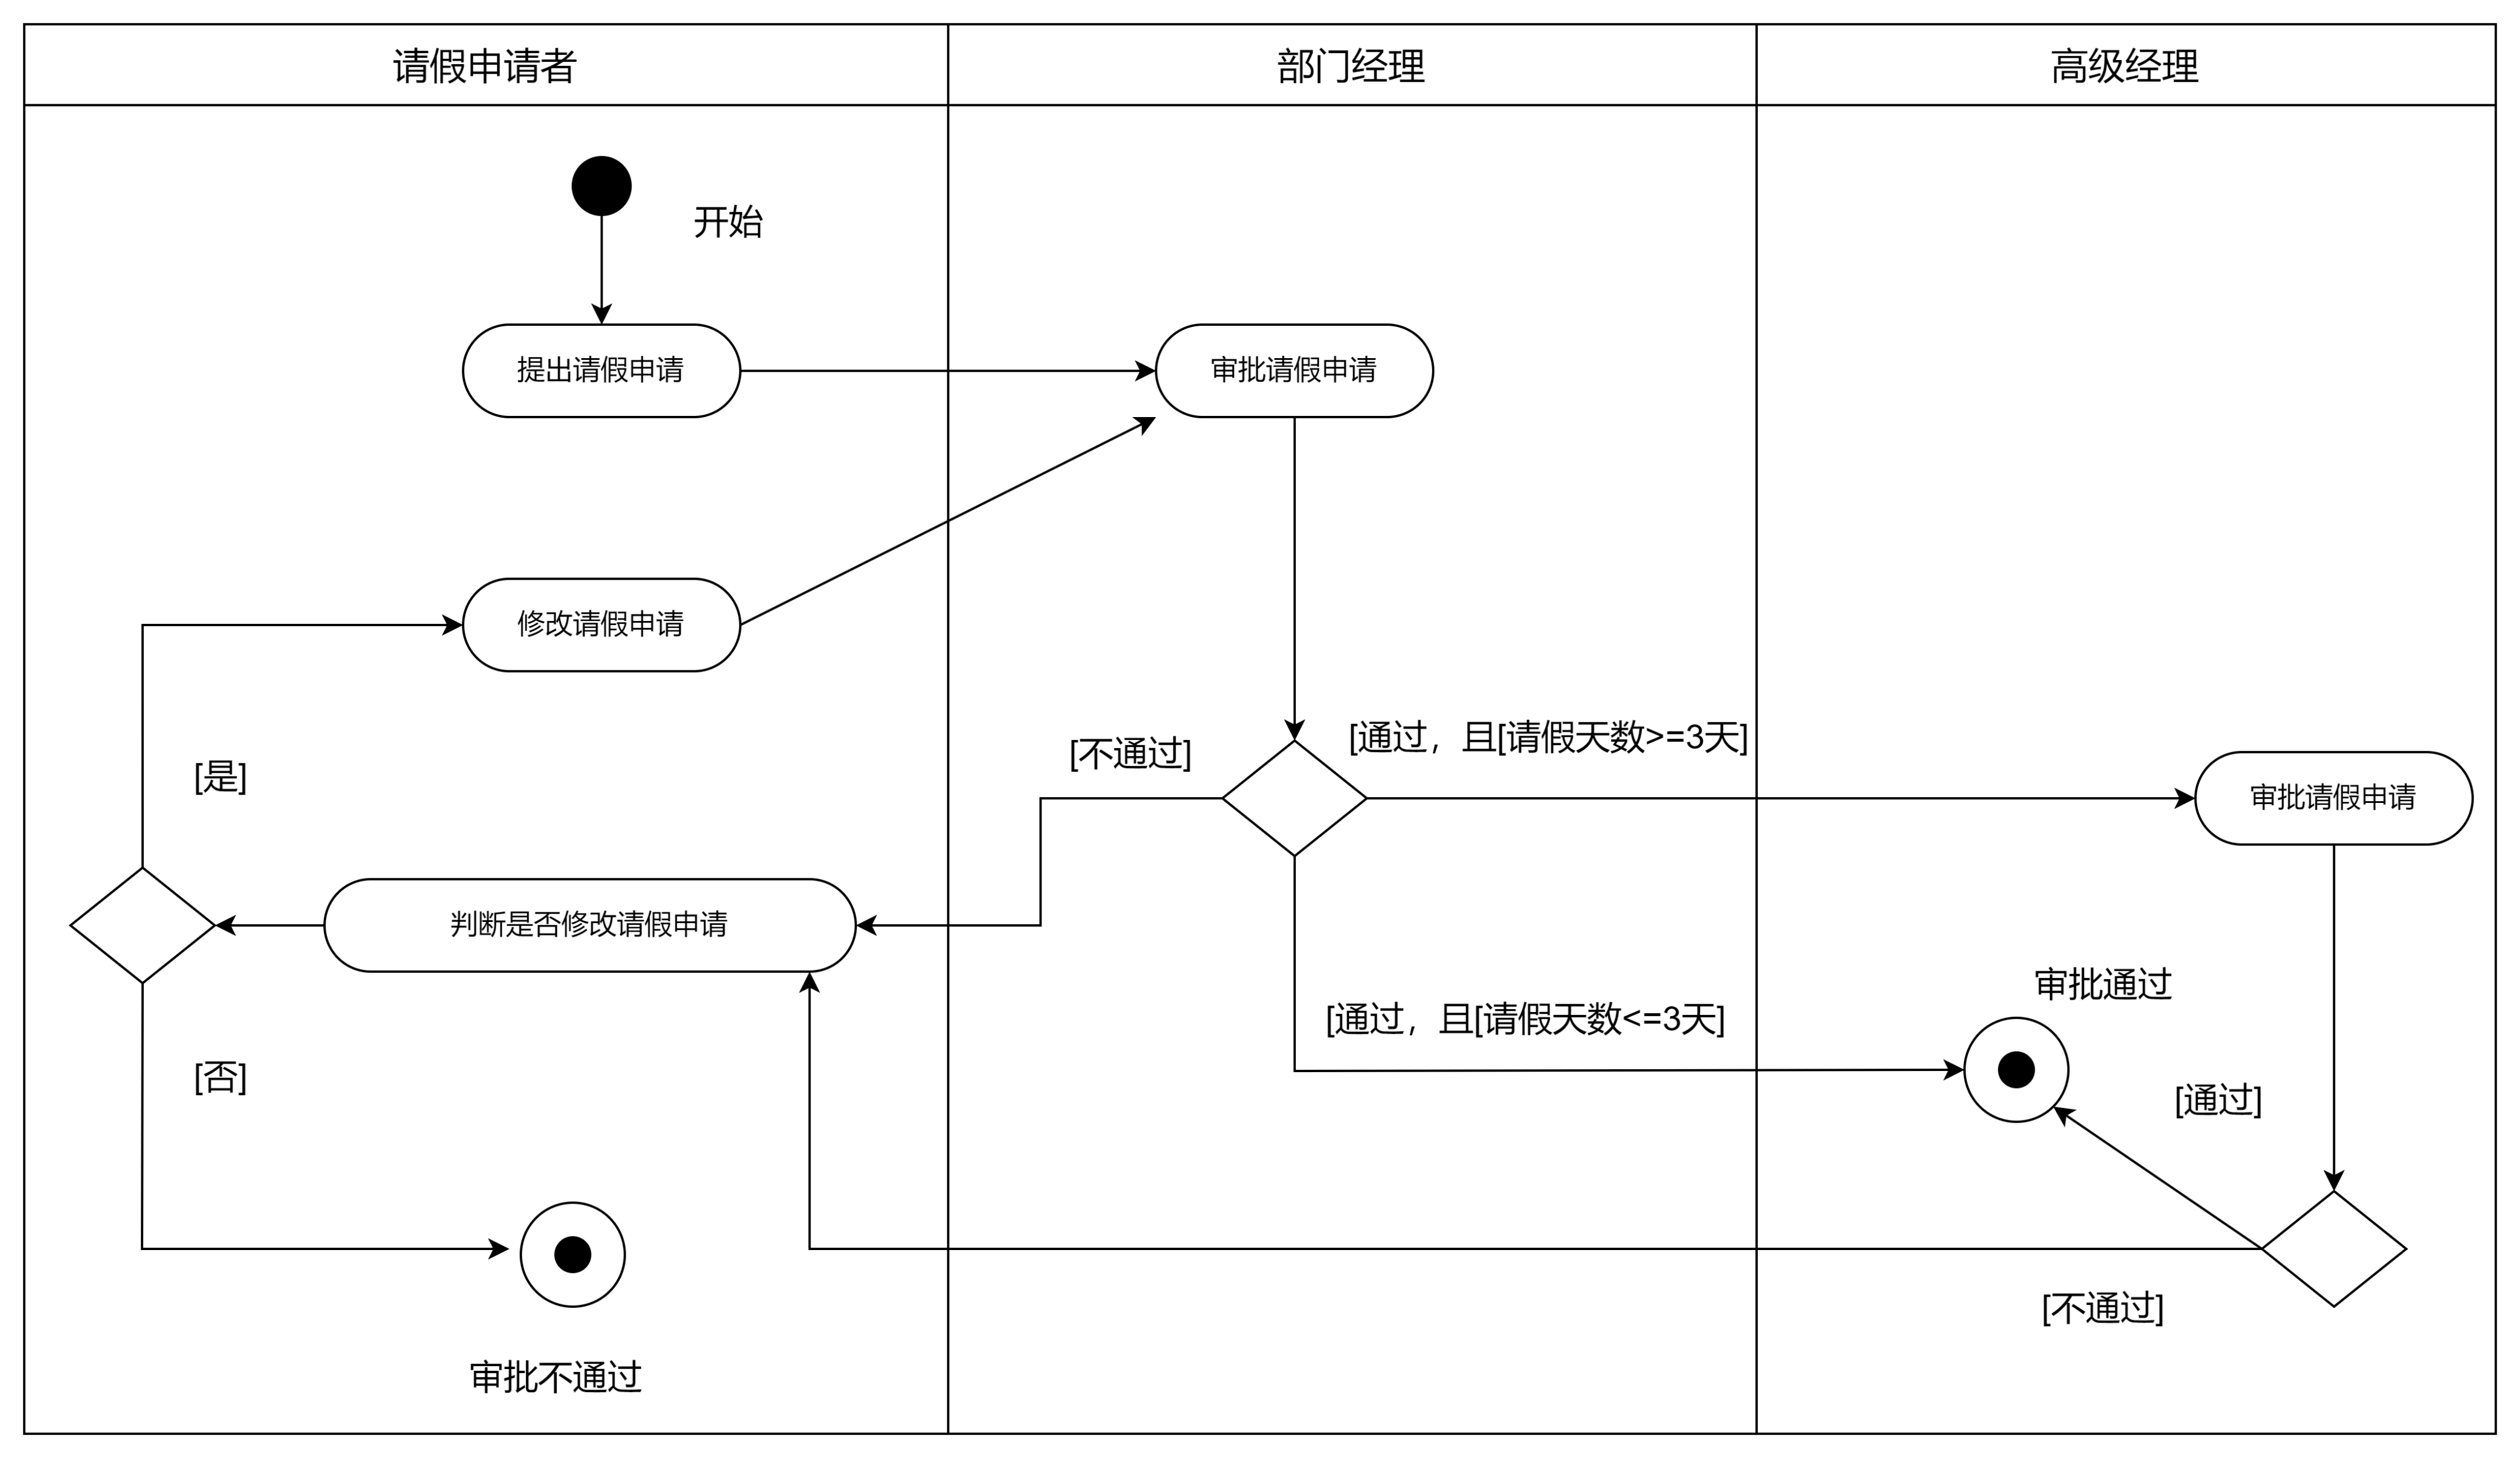 请假申请者
部门经理
高级经理
开始
提出请假申请
审批请假申请
修改请假申请
[不通过]
[通过，且[请假天数>=3天]
[是]
审批请假申请
判断是否修改请假申请
审批通过
[通过，且[请假天数<=3天]
[否]
[通过]
[不通过]
审批不通过